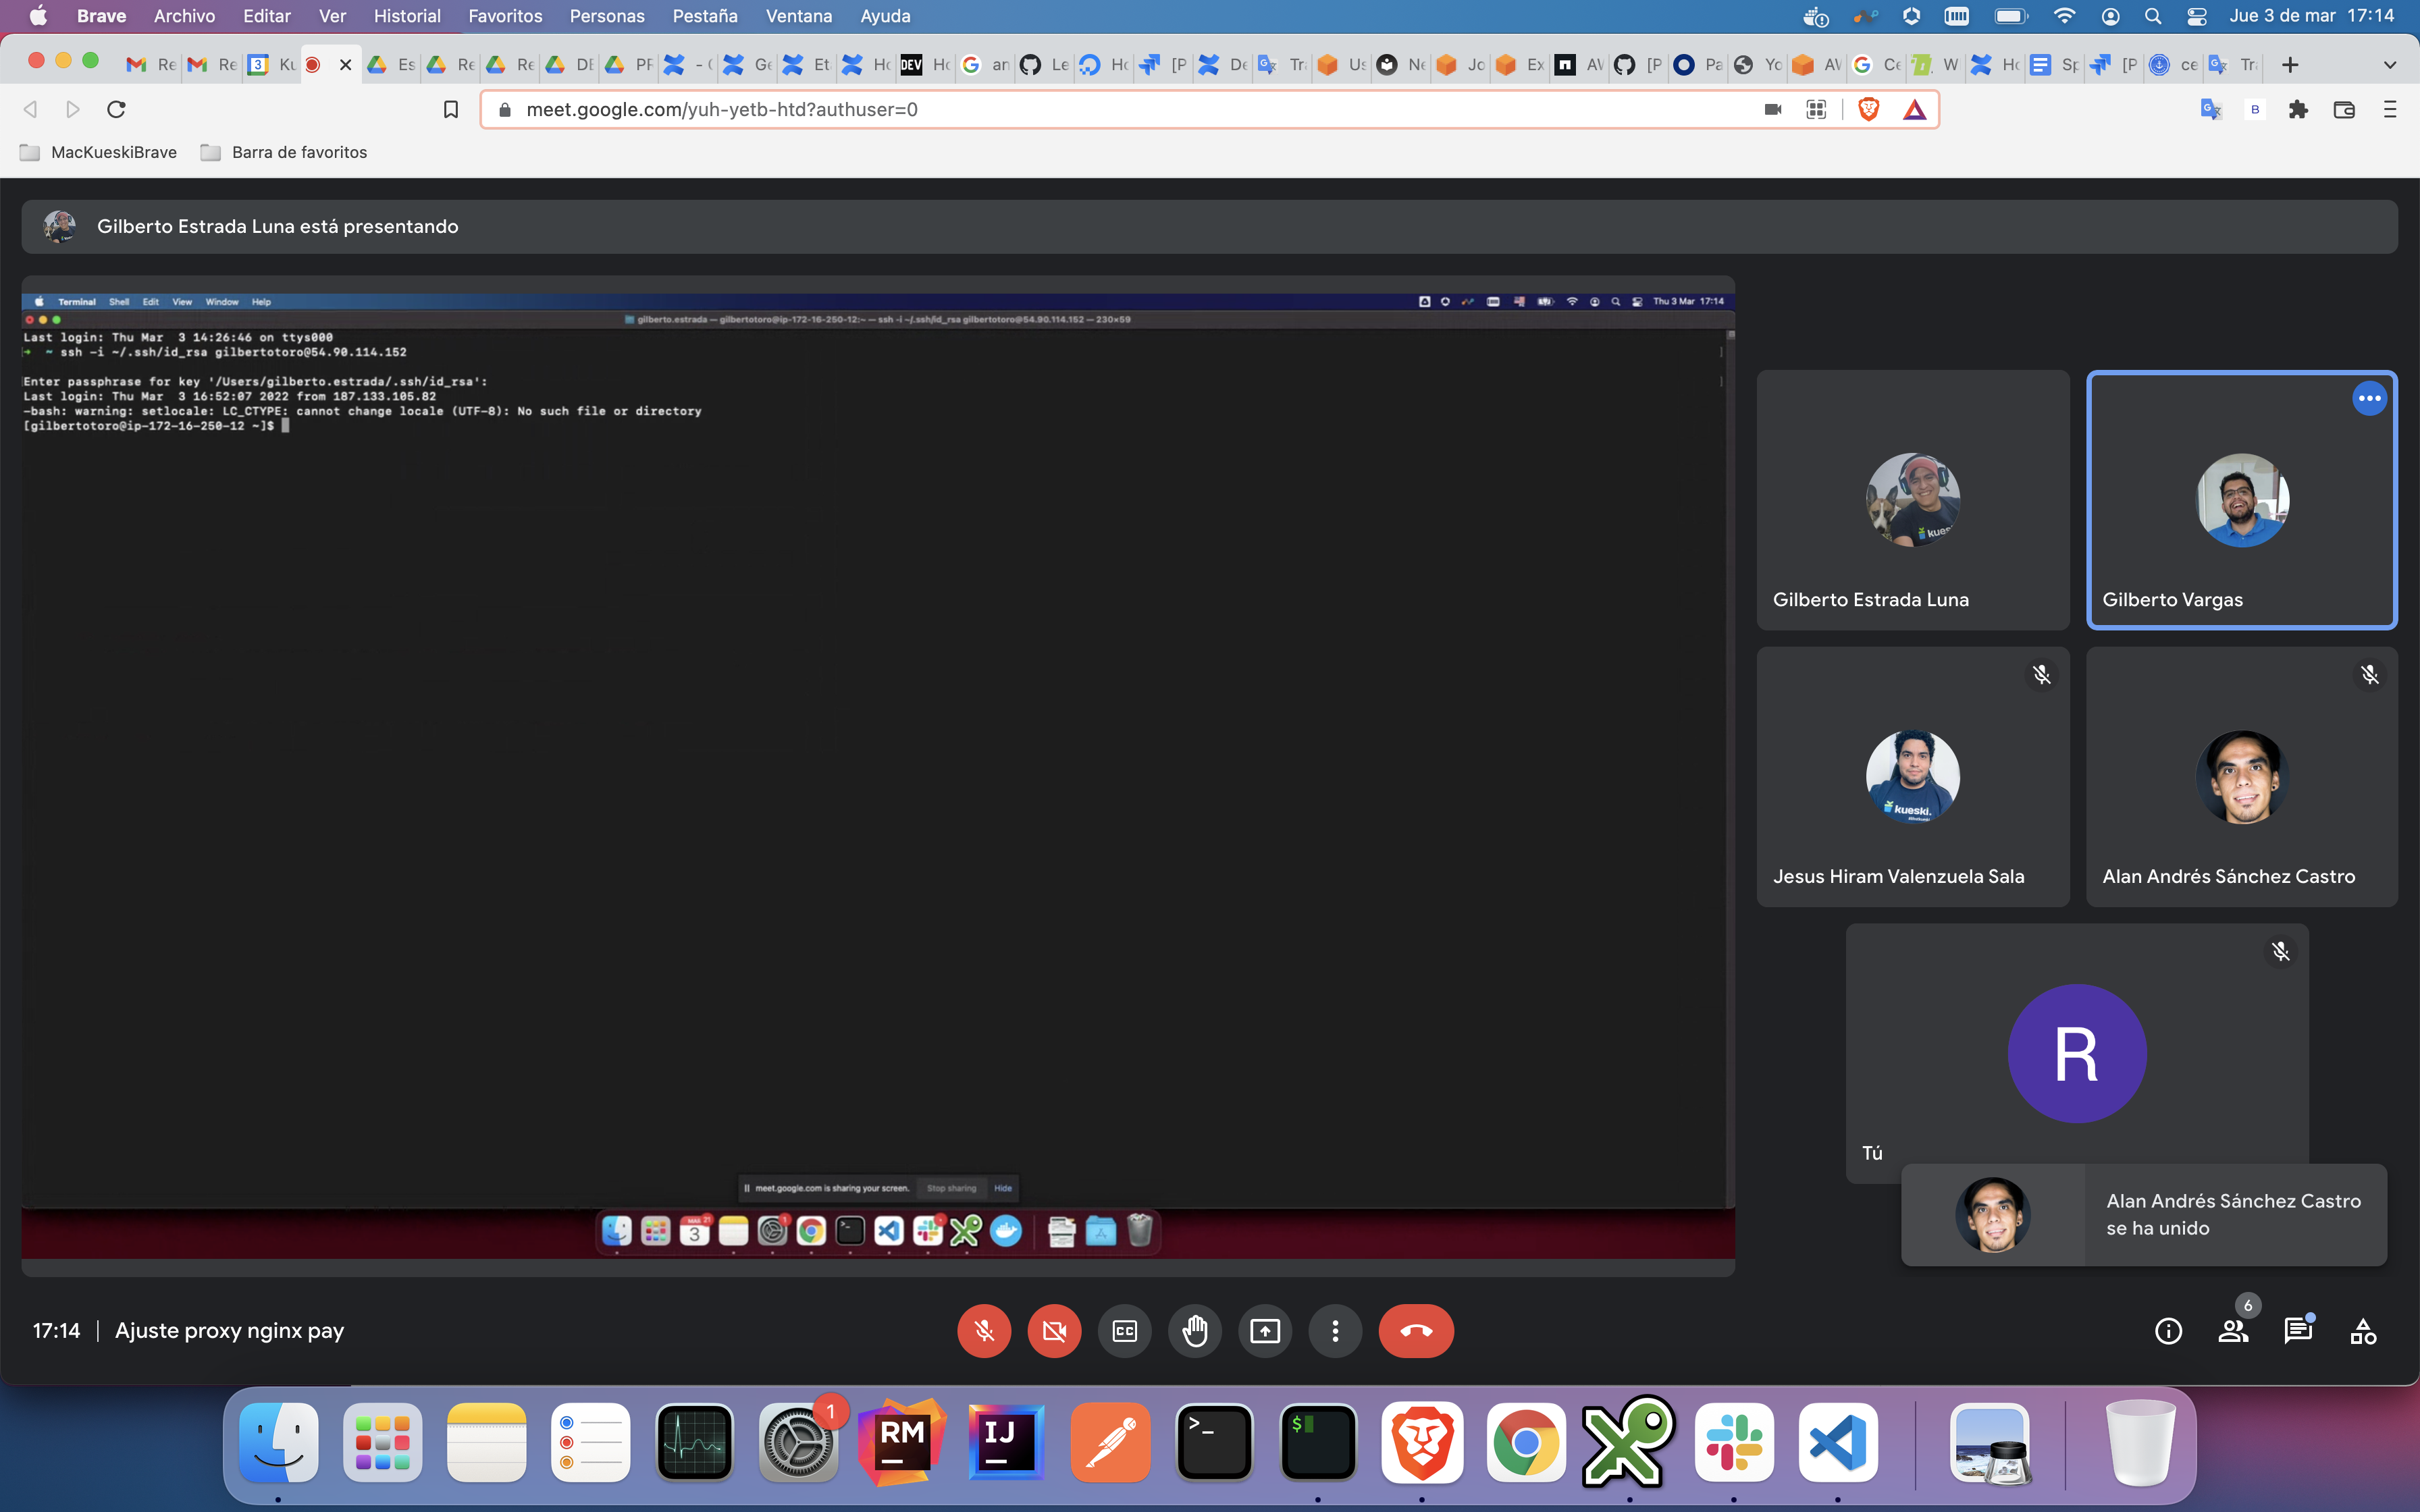 Brave Archivo Editar Ver Historial Favoritos Personas Pestaña Ventana Ayuda Jue 3 de mar 17:14
Re Re 3 Ku Es Re Re DE PF - ( Ge Et Hc DEV Hc G an Le Hc [P De Tr Us Ne Jo Ex AV [P Pa Yo AV G Ce W Hc Sp [P ce Tr
meet.google.com/yuh-yetb-htd?authuser=0 B
MacKueskiBrave Barra de favoritos
Gilberto Estrada Luna está presentando
Terminal Shell Edit View Window Help Thu 3 Mar 17:14
gilberto.estrada — gilbertotoro@ip-172-16-250-12:~ — ssh -i ~/.ssh/id_rsa gilbertotoro@54.90.114.152 — 230×59
Last login: Thu Mar  3 14:26:46 on ttys000
~ ssh -i ~/.ssh/id_rsa gilbertotoro@54.90.114.152
Enter passphrase for key '/Users/gilberto.estrada/.ssh/id_rsa':
Last login: Thu Mar  3 16:52:07 2022 from 187.133.105.82
-bash: warning: setlocale: LC_CTYPE: cannot change locale (UTF-8): No such file or directory
[gilbertotoro@ip-172-16-250-12 ~]$
kues
Gilberto Estrada Luna
Gilberto Vargas
kueski.
Jesus Hiram Valenzuela Sala
Alan Andrés Sánchez Castro
R
Tú
Alan Andrés Sánchez Castro
se ha unido
meet.google.com is sharing your screen. Stop sharing Hide
MAR 21
3
17:14 | Ajuste proxy nginx pay
CC
6
1
RM
IJ
>_
$